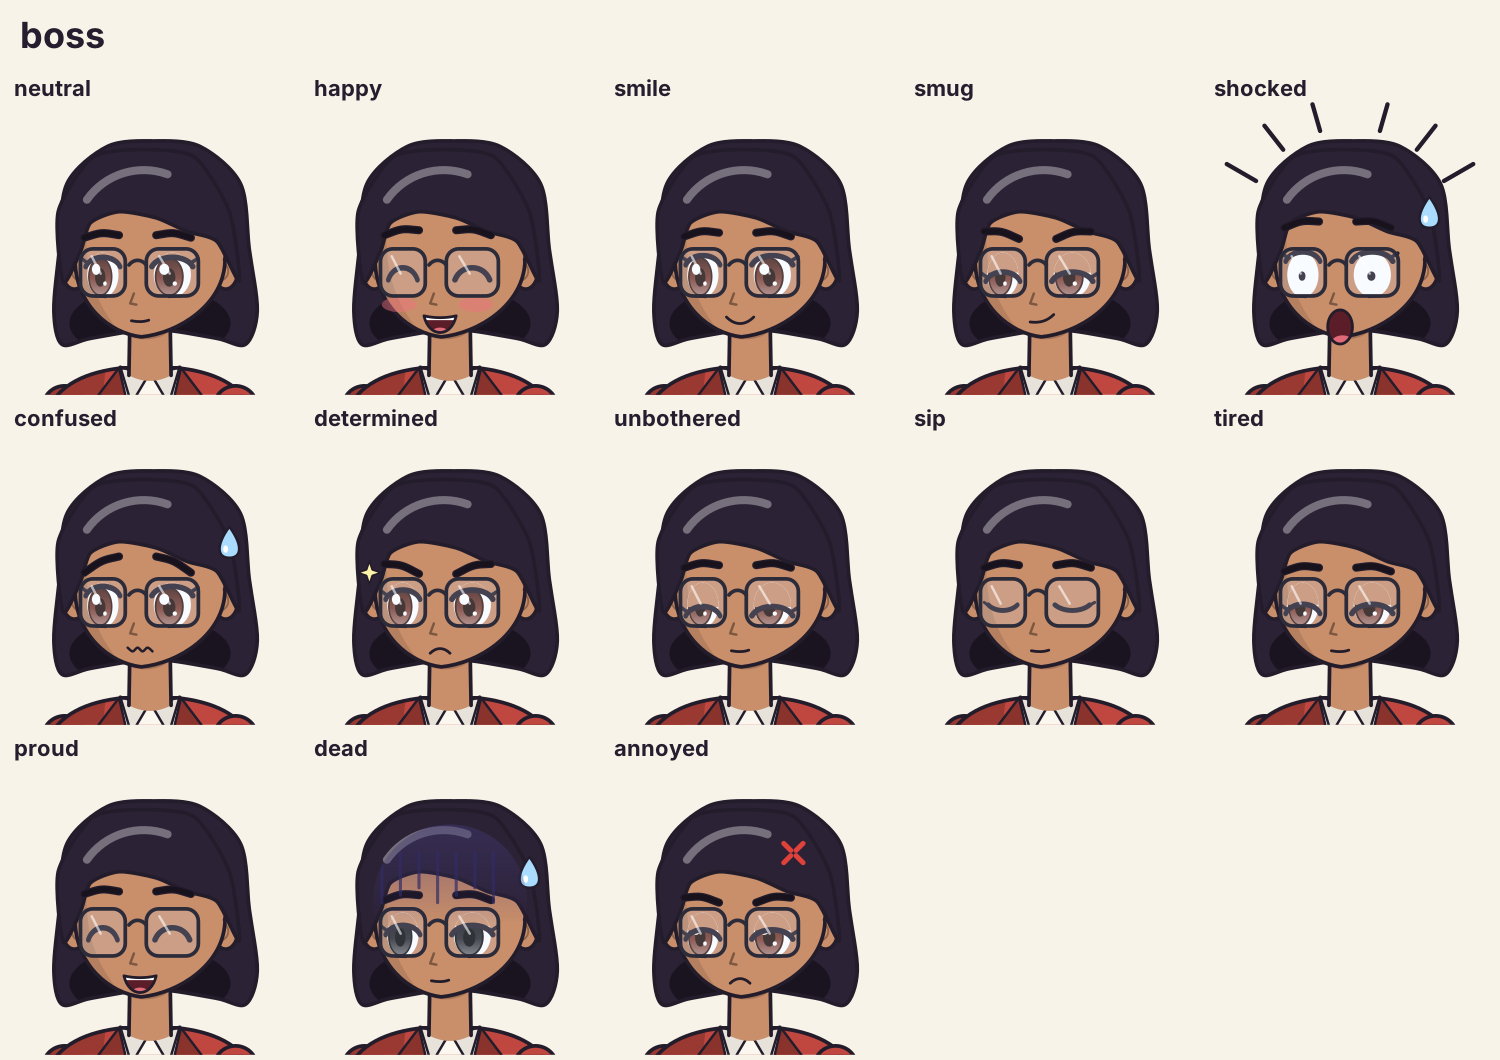 boss
neutral
happy
smile
smug
shocked
confused
determined
unbothered
sip
tired
proud
dead
annoyed